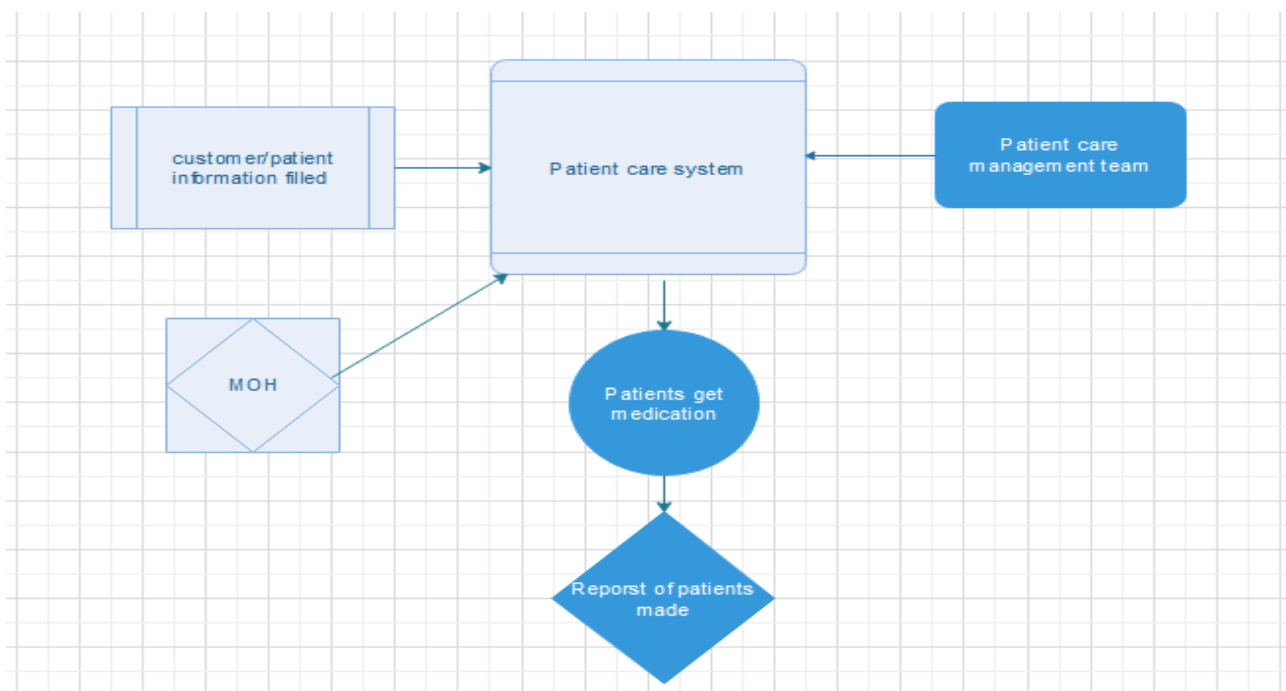 customer/patient
information filled
Patient care system
Patient care
management team
MOH
Patients get
medication
Reporst of patients
made